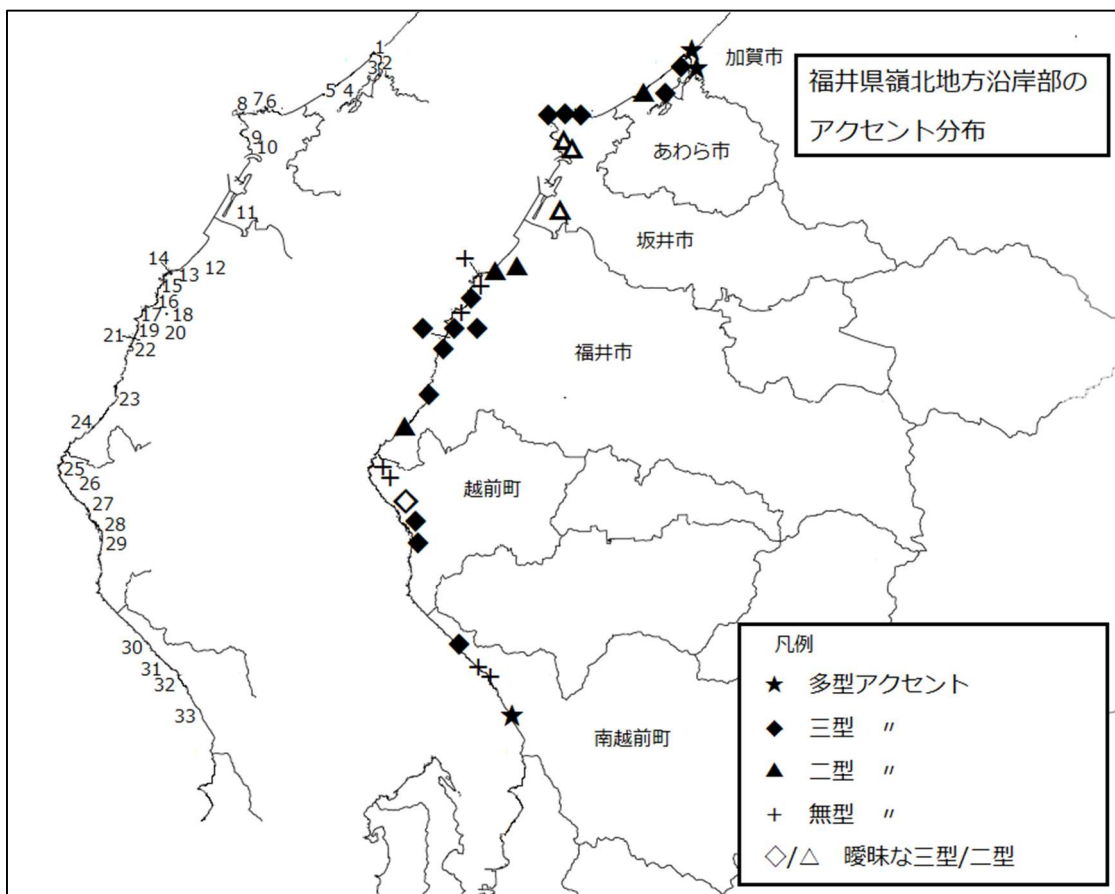 福井県嶺北地方沿岸部の
アクセント分布
加賀市
あわら市
坂井市
福井市
越前町
南越前町
1
2
3
4
5
6
7
8
9
10
11
12
13
14
15
16
17・18
19
20
21
22
23
24
25
26
27
28
29
30
31
32
33
凡例
★ 多型アクセント
◆ 三型 〃
▲ 二型 〃
+ 無型 〃
◇/△ 曖昧な三型/二型